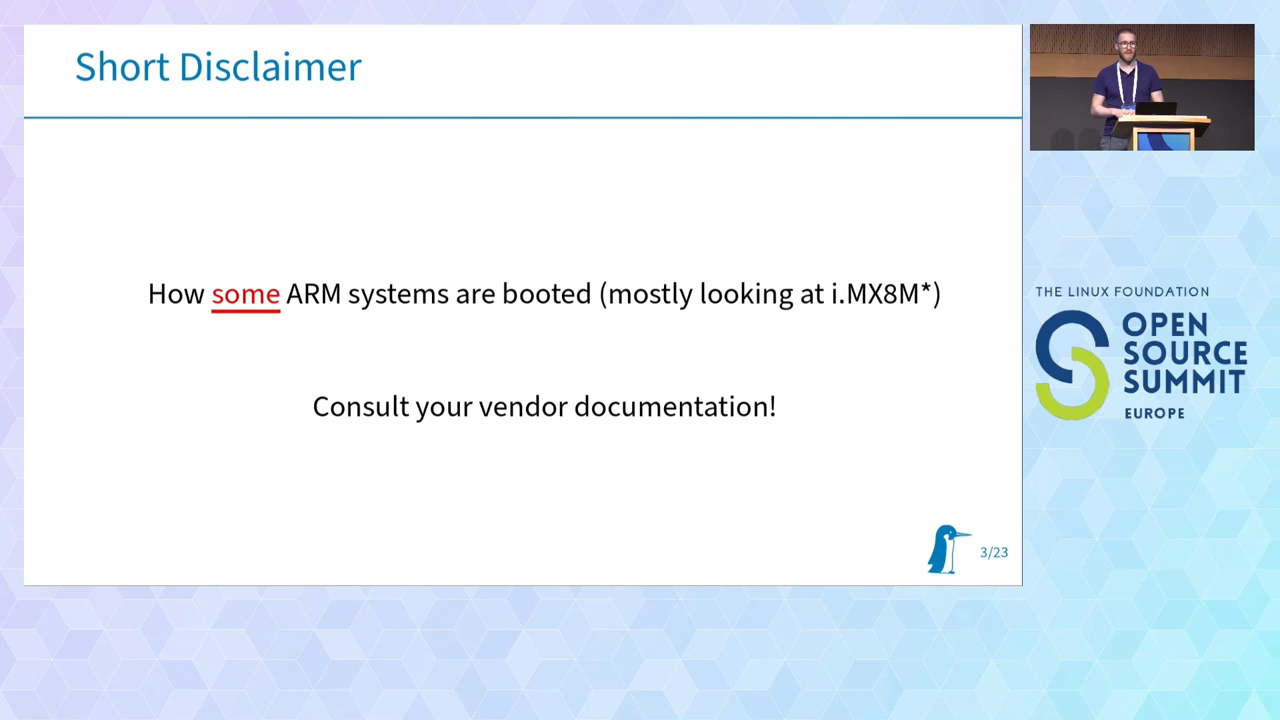 Short Disclaimer
How some ARM systems are booted (mostly looking at i.MX8M*)
Consult your vendor documentation!
3/23
THE LINUX FOUNDATION
OPEN
SOURCE
SUMMIT
EUROPE